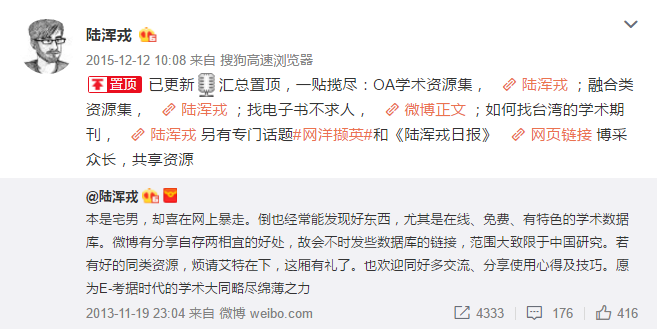 陆浑戎
2015-12-12 10:08 来自 搜狗高速浏览器
置顶 已更新 汇总置顶，一贴揽尽：OA学术资源集， 陆浑戎 ；融合类
资源集， 陆浑戎 ；找电子书不求人， 微博正文 ；如何找台湾的学术期
刊， 陆浑戎 另有专门话题#网洋撷英#和《陆浑戎日报》 网页链接 博采
众长，共享资源
@陆浑戎
本是宅男，却喜在网上暴走。倒也经常能发现好东西，尤其是在线、免费、有特色的学术数据
库。微博有分享自存两相宜的好处，故会不时发些数据库的链接，范围大致限于中国研究。若
有好的同类资源，烦请艾特在下，这厢有礼了。也欢迎同好多交流、分享使用心得及技巧。愿
为E-考据时代的学术大同略尽绵薄之力
2013-11-19 23:04 来自 微博 weibo.com 4333 176 416